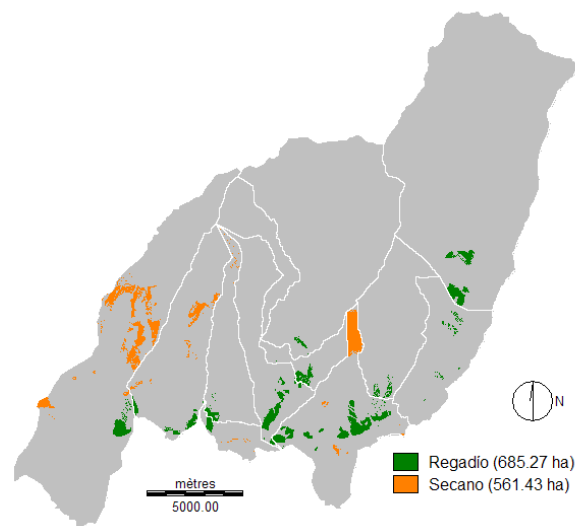 N
mètres
5000.00
Regadío (685.27 ha)
Secano (561.43 ha)